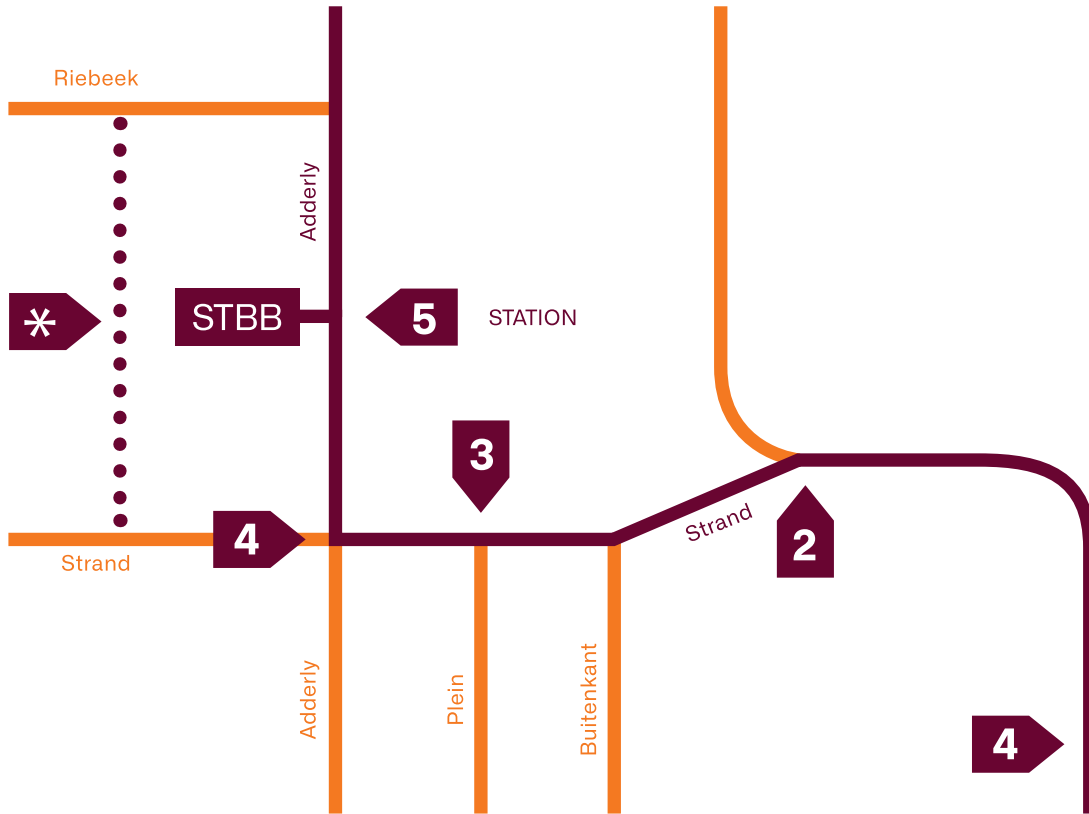 Riebeek
Adderly
*
STBB
5
STATION
3
4
Strand
Strand
2
Adderly
Plein
Buitenkant
4